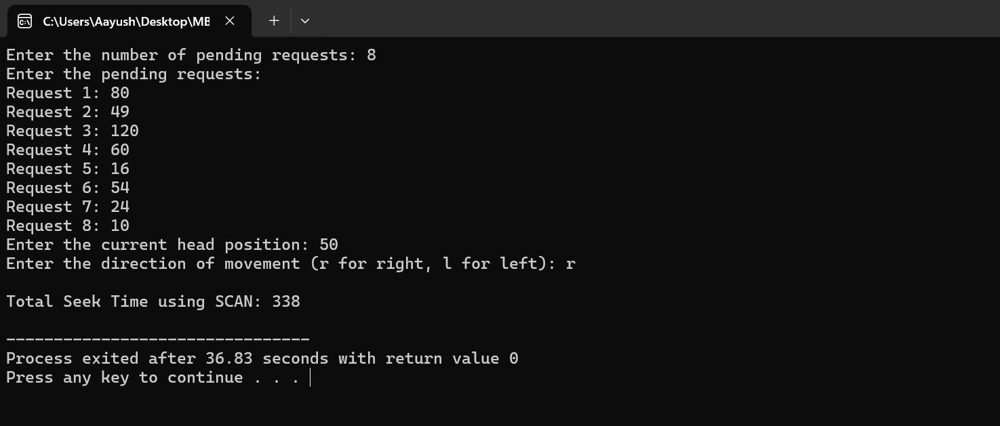 C:\Users\Aayush\Desktop\ME
Enter the number of pending requests: 8
Enter the pending requests:
Request 1: 80
Request 2: 49
Request 3: 120
Request 4: 60
Request 5: 16
Request 6: 54
Request 7: 24
Request 8: 10
Enter the current head position: 50
Enter the direction of movement (r for right, l for left): r
Total Seek Time using SCAN: 338
--------------------------------
Process exited after 36.83 seconds with return value 0
Press any key to continue . . .